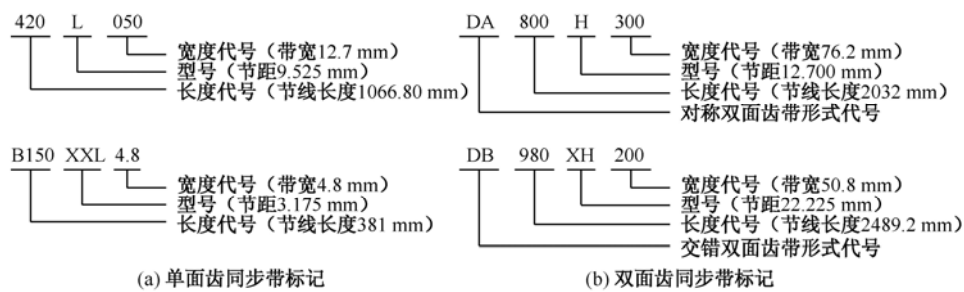 420 L 050
宽度代号（带宽12.7 mm）
型号（节距9.525 mm）
长度代号（节线长度1066.80 mm）
B150 XXL 4.8
宽度代号（带宽4.8 mm）
型号（节距3.175 mm）
长度代号（节线长度381 mm）
(a) 单面齿同步带标记
DA 800 H 300
宽度代号（带宽76.2 mm）
型号（节距12.700 mm）
长度代号（节线长度2032 mm）
对称双面齿带形式代号
DB 980 XH 200
宽度代号（带宽50.8 mm）
型号（节距22.225 mm）
长度代号（节线长度2489.2 mm）
交错双面齿带形式代号
(b) 双面齿同步带标记